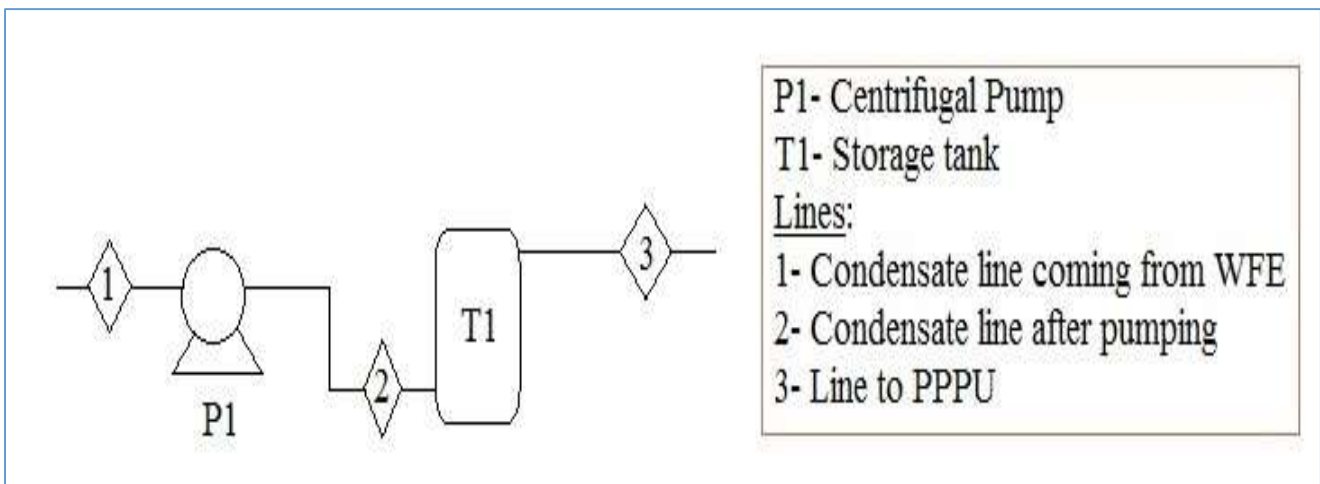 1
P1
2
T1
3
P1- Centrifugal Pump
T1- Storage tank
Lines:
1- Condensate line coming from WFE
2- Condensate line after pumping
3- Line to PPPU